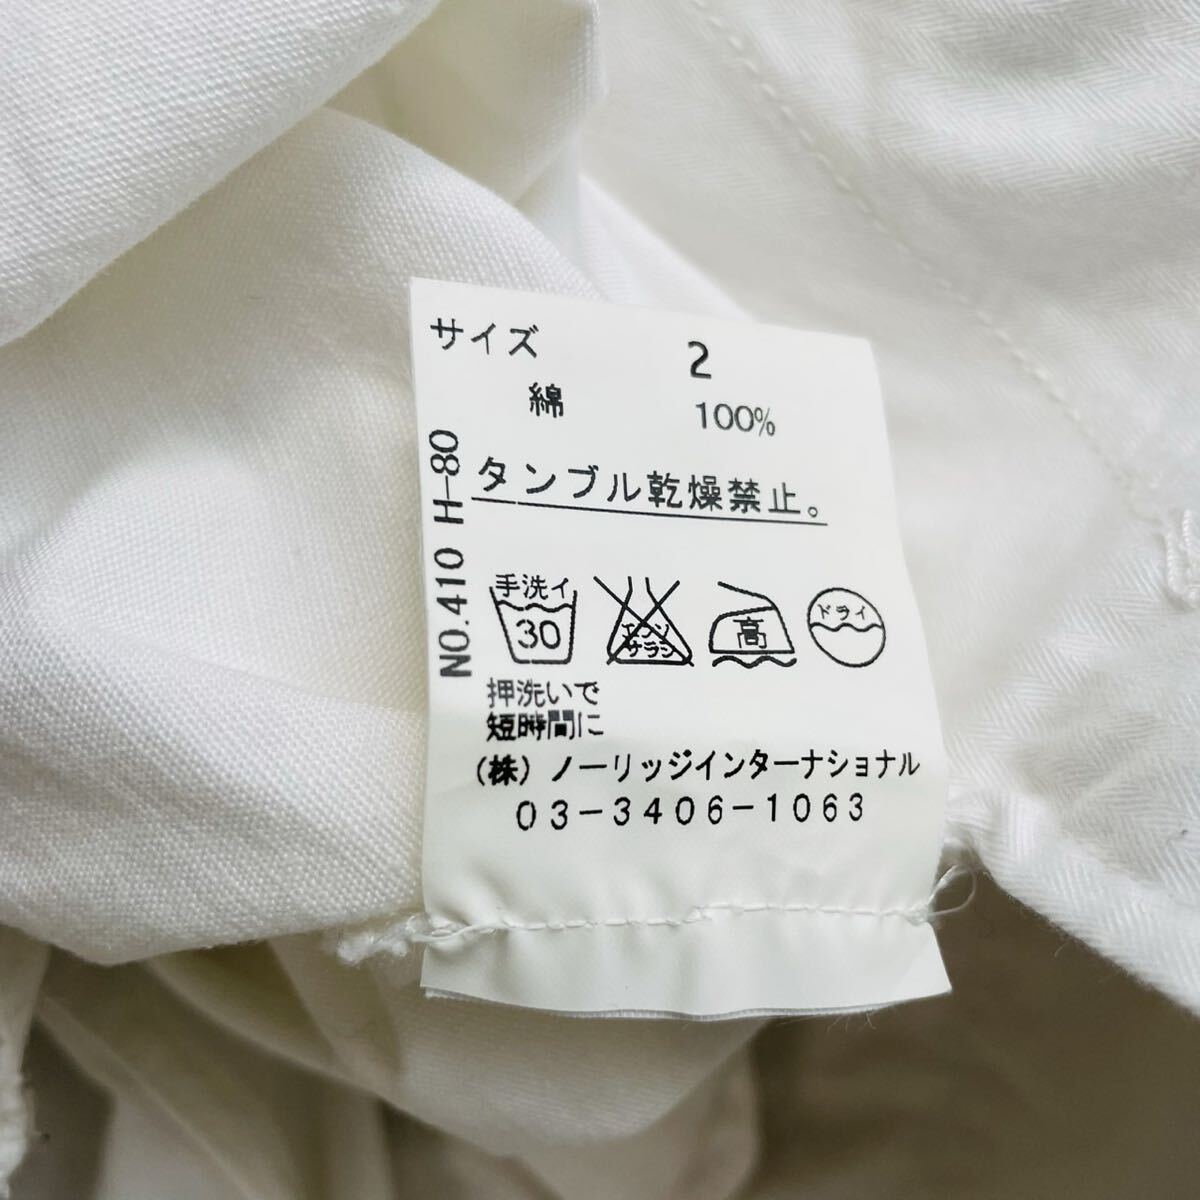 サイズ 2
綿 100%
NO.410 H-80
タンブル乾燥禁止。
手洗イ
30
エンソ
サラシ
高
ドライ
押洗いで
短時間に
(株)ノーリッジインターナショナル
03-3406-1063